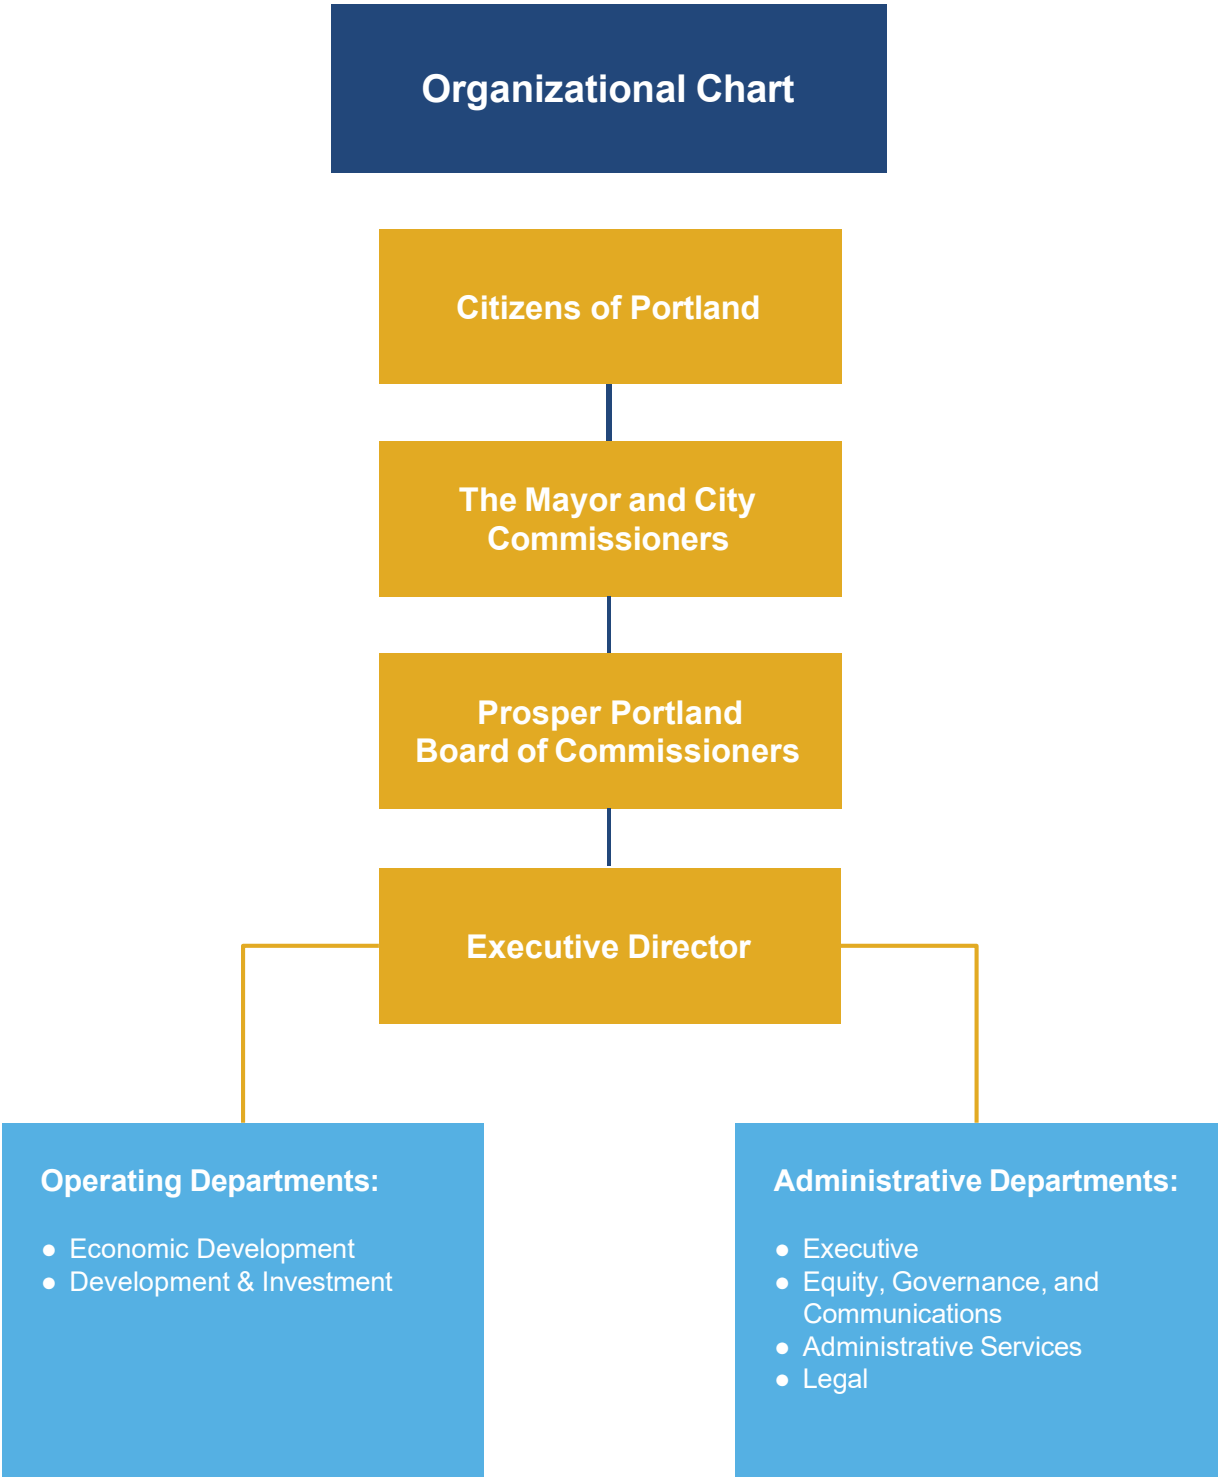 Organizational Chart
Citizens of Portland
The Mayor and City
Commissioners
Prosper Portland
Board of Commissioners
Executive Director
Operating Departments:
● Economic Development
● Development & Investment
Administrative Departments:
● Executive
● Equity, Governance, and
Communications
● Administrative Services
● Legal